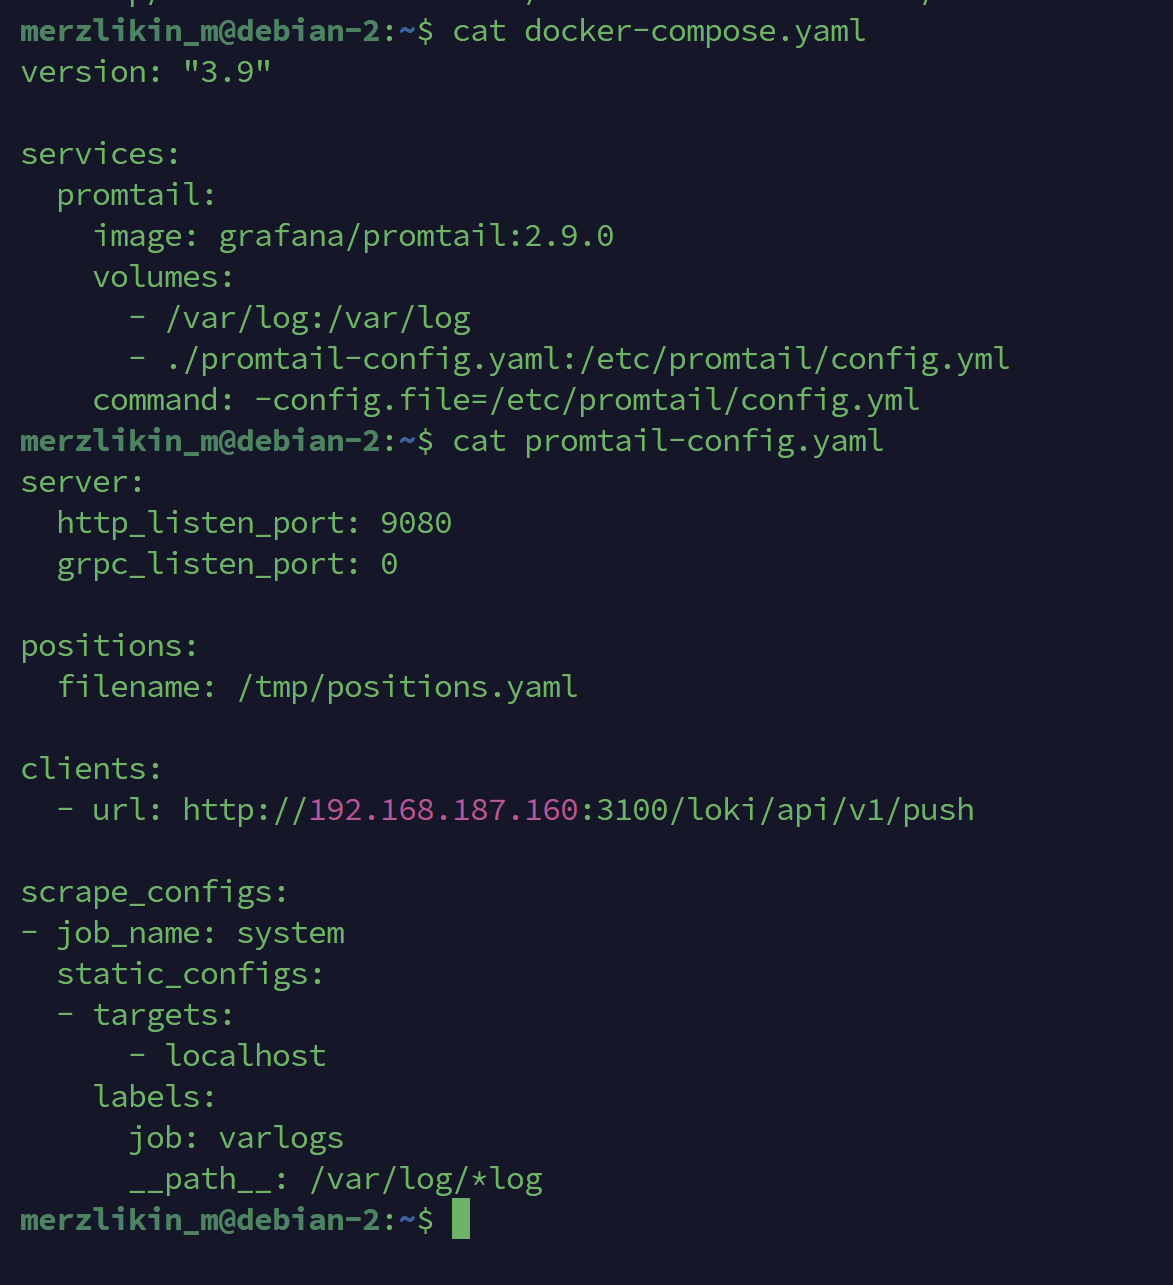 merzlikin_m@debian-2:~$ cat docker-compose.yaml
version: "3.9"

services:
  promtail:
    image: grafana/promtail:2.9.0
    volumes:
      - /var/log:/var/log
      - ./promtail-config.yaml:/etc/promtail/config.yml
    command: -config.file=/etc/promtail/config.yml
merzlikin_m@debian-2:~$ cat promtail-config.yaml
server:
  http_listen_port: 9080
  grpc_listen_port: 0

positions:
  filename: /tmp/positions.yaml

clients:
  - url: http://192.168.187.160:3100/loki/api/v1/push

scrape_configs:
- job_name: system
  static_configs:
  - targets:
      - localhost
    labels:
      job: varlogs
      __path__: /var/log/*log
merzlikin_m@debian-2:~$